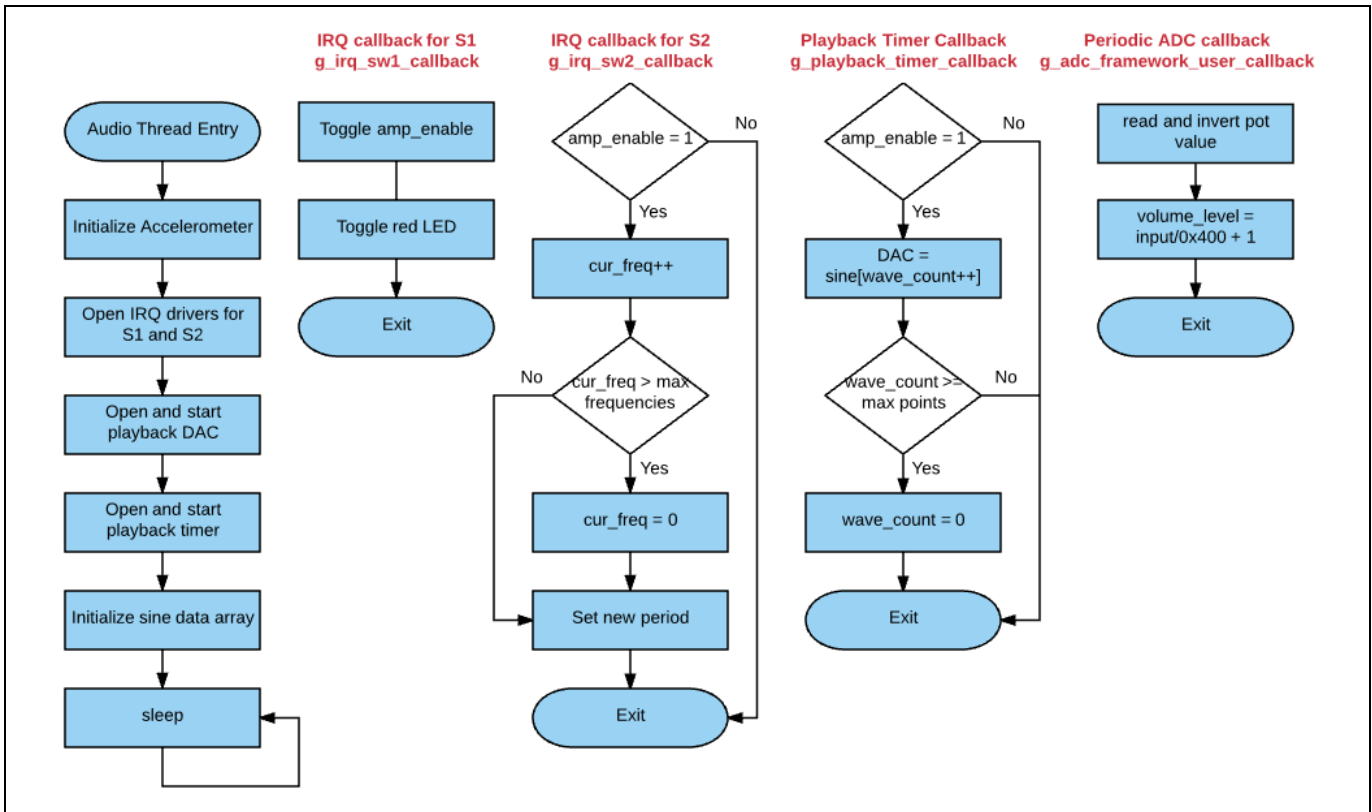 Audio Thread Entry
Initialize Accelerometer
Open IRQ drivers for
S1 and S2
Open and start
playback DAC
Open and start
playback timer
Initialize sine data array
sleep
IRQ callback for S1
g_irq_sw1_callback
Toggle amp_enable
Toggle red LED
Exit
IRQ callback for S2
g_irq_sw2_callback
amp_enable = 1
No
Yes
cur_freq++
No
cur_freq > max
frequencies
Yes
cur_freq = 0
Set new period
Exit
Playback Timer Callback
g_playback_timer_callback
amp_enable = 1
No
Yes
DAC =
sine[wave_count++]
wave_count >=
max points
No
Yes
wave_count = 0
Exit
Periodic ADC callback
g_adc_framework_user_callback
read and invert pot
value
volume_level =
input/0x400 + 1
Exit